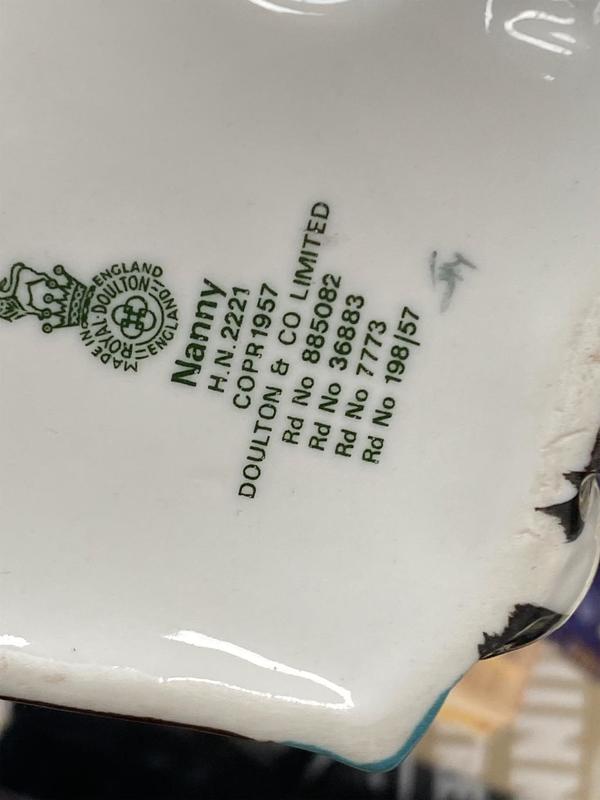 MADE IN ENGLAND
ROYAL-DOULTON
ENGLAND
Nanny
H.N.2221
COPR1957
DOULTON & CO LIMITED
Rd No 885082
Rd No 36883
Rd No 7773
Rd No 198/57